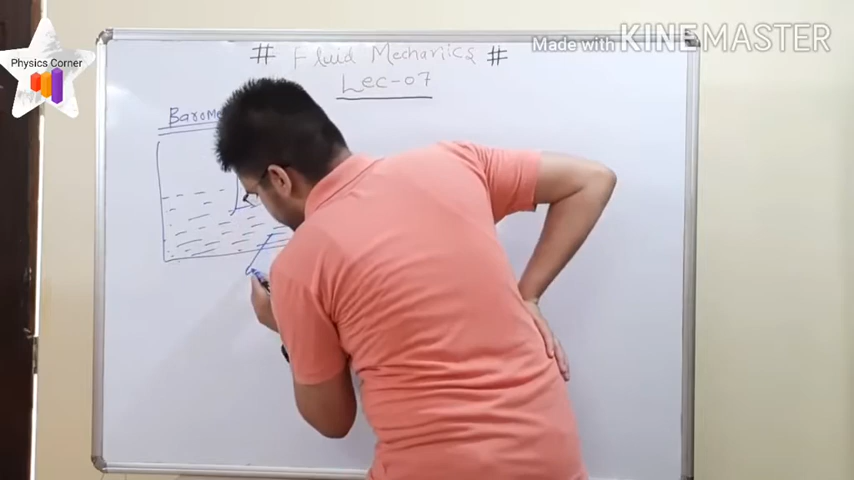 # Fluid Mechanics #
Lec-07
Physics Corner
Made with KINEMASTER